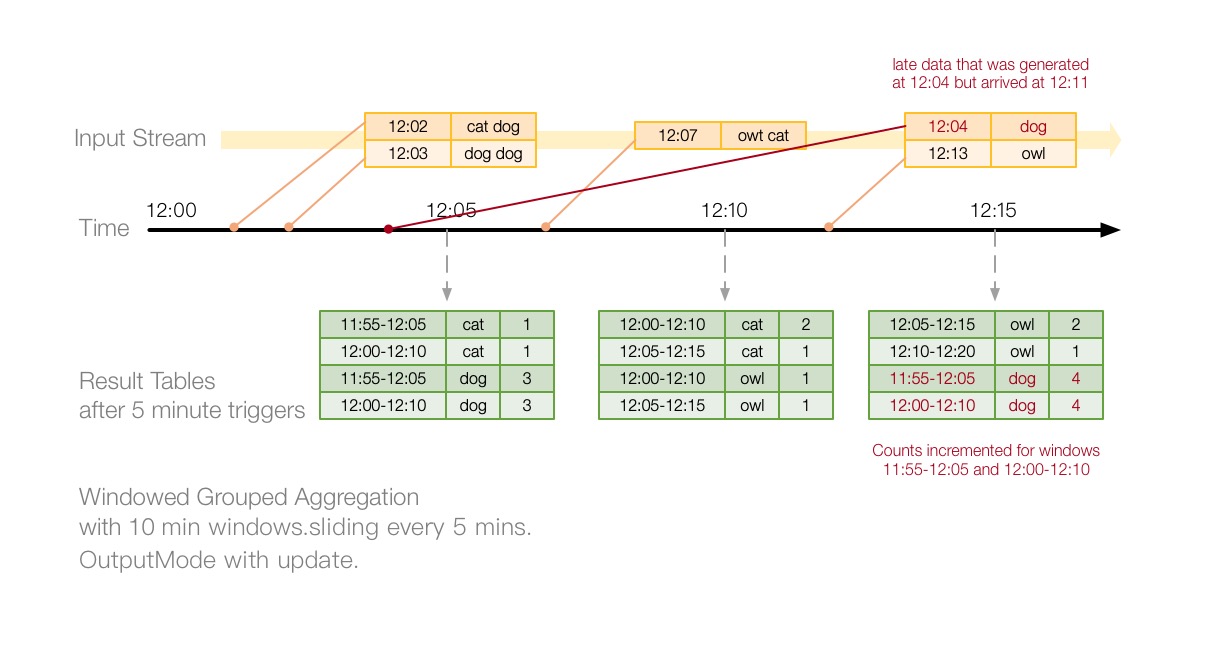 late data that was generated
at 12:04 but arrived at 12:11
Input Stream
12:02 cat dog
12:03 dog dog
12:07 owt cat
12:04 dog
12:13 owl
Time
12:00 12:05 12:10 12:15
11:55-12:05 cat 1
12:00-12:10 cat 1
11:55-12:05 dog 3
12:00-12:10 dog 3
12:00-12:10 cat 2
12:05-12:15 cat 1
12:00-12:10 owl 1
12:05-12:15 owl 1
12:05-12:15 owl 2
12:10-12:20 owl 1
11:55-12:05 dog 4
12:00-12:10 dog 4
Result Tables
after 5 minute triggers
Counts incremented for windows
11:55-12:05 and 12:00-12:10
Windowed Grouped Aggregation
with 10 min windows.sliding every 5 mins.
OutputMode with update.